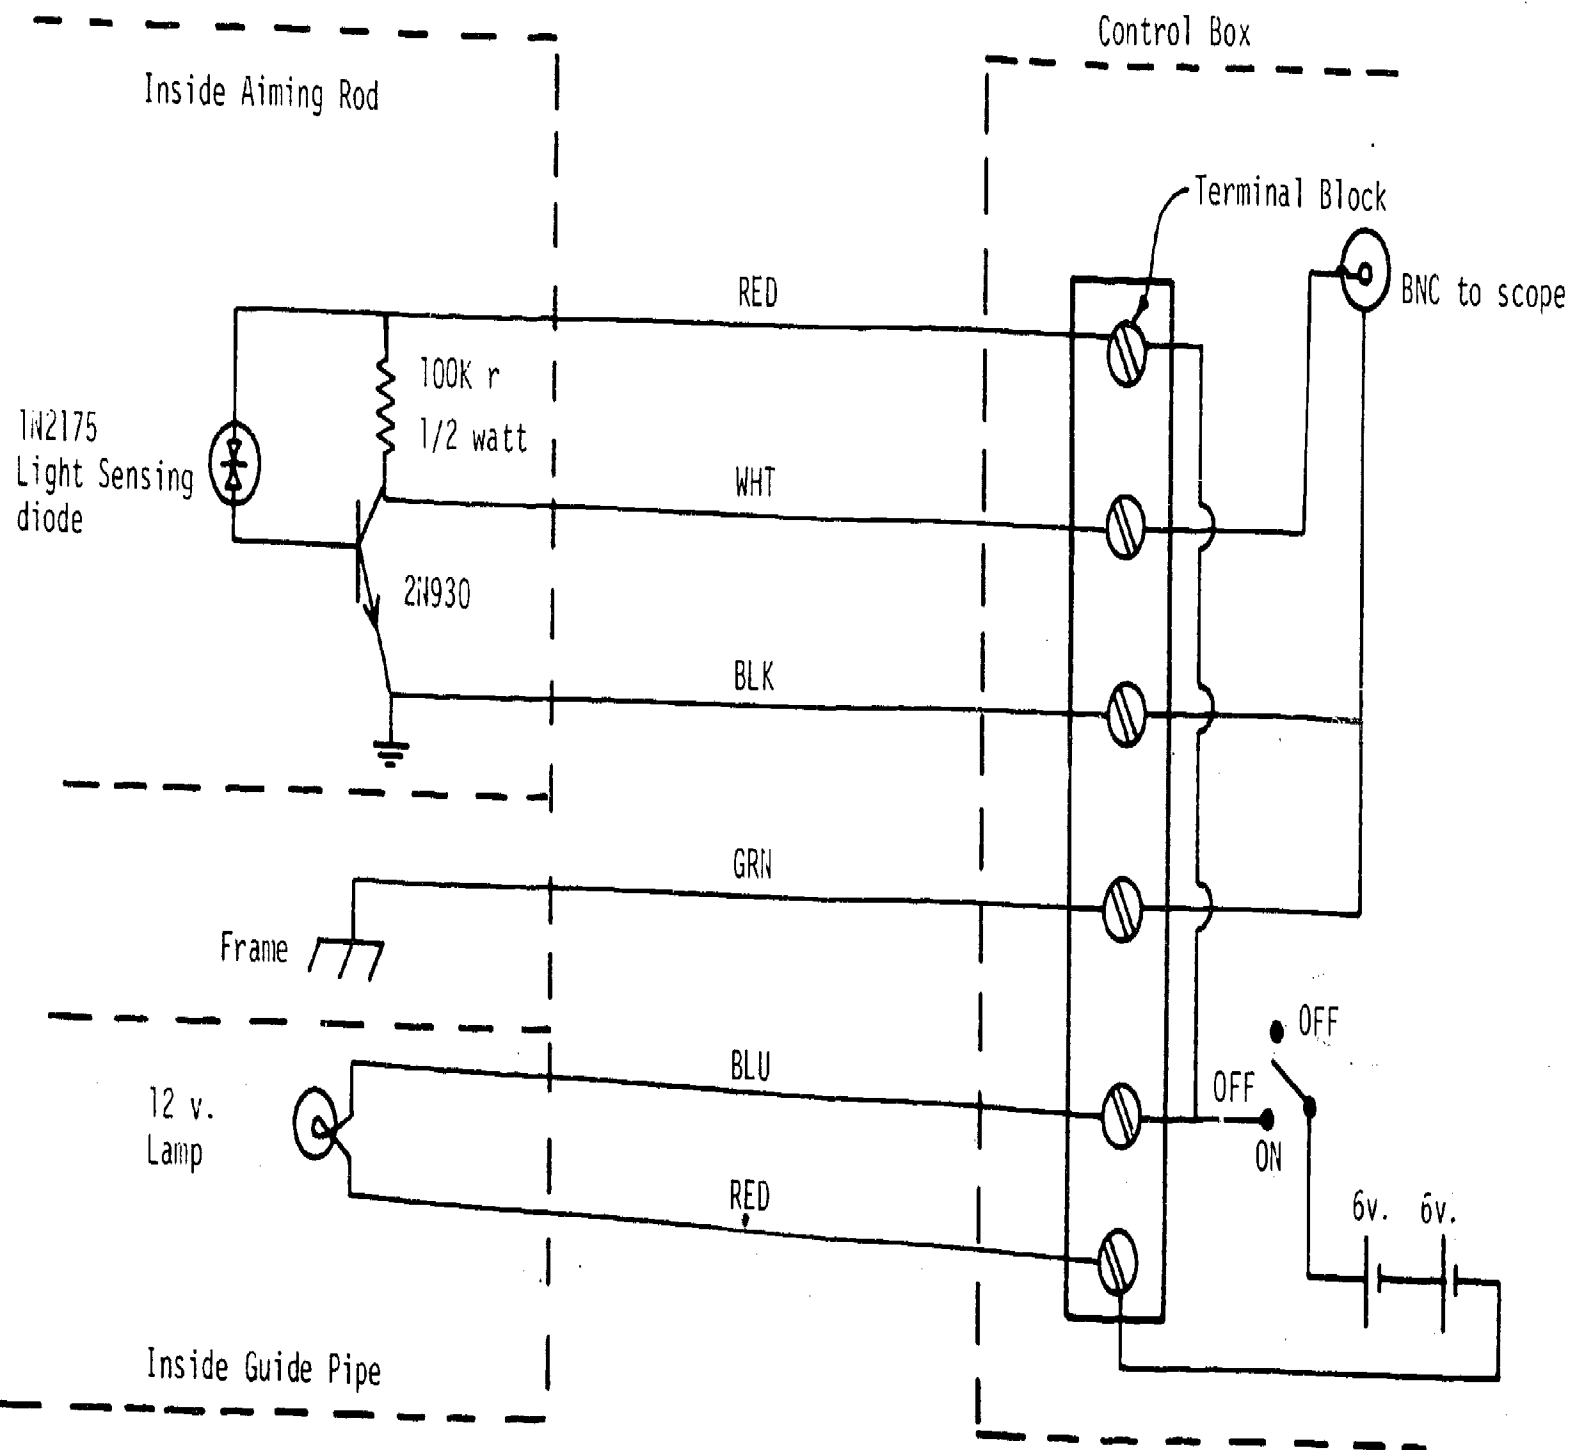 Control Box
Inside Aiming Rod
Terminal Block
BNC to scope
RED
100K r
1/2 watt
1N2175
Light Sensing
diode
WHT
2N930
BLK
GRN
Frame
OFF
BLU
OFF
12 v.
Lamp
ON
RED
6v. 6v.
Inside Guide Pipe